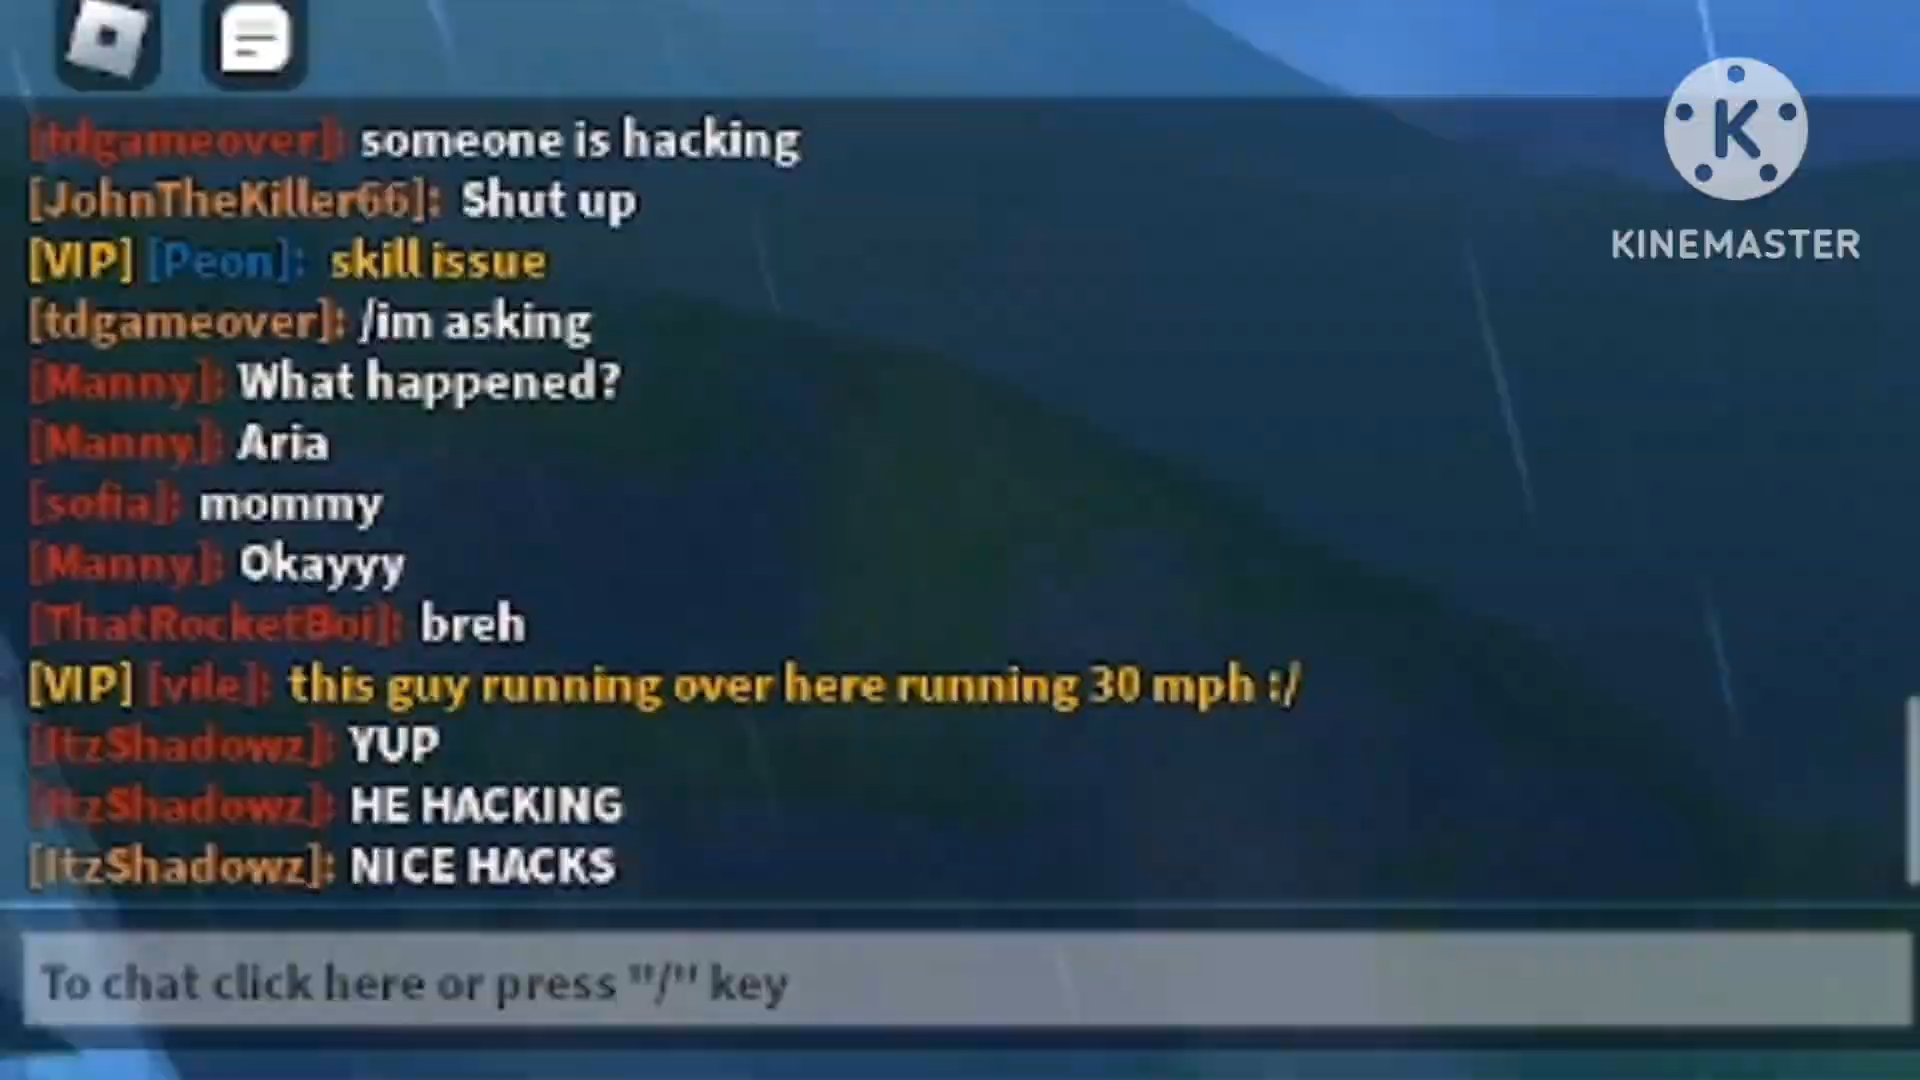 [tdgameover]: someone is hacking
[JohnTheKiller66]: Shut up
[VIP] [Peon]: skill issue
[tdgameover]: /im asking
[Manny]: What happened?
[Manny]: Aria
[sofia]: mommy
[Manny]: Okayyy
[ThatRocketBoi]: breh
[VIP] [vile]: this guy running over here running 30 mph :/
[ItzShadowz]: YUP
[ItzShadowz]: HE HACKING
[ItzShadowz]: NICE HACKS
To chat click here or press "/" key
K
KINEMASTER